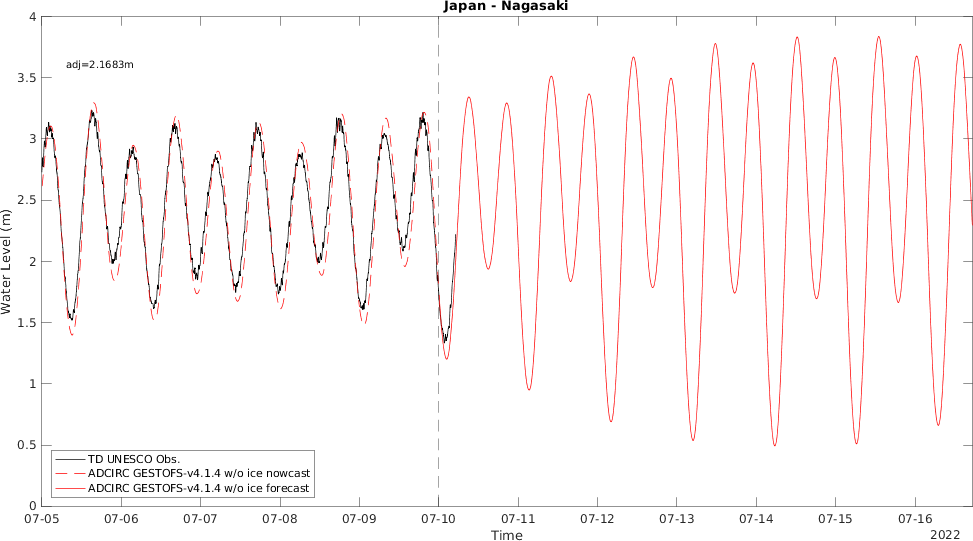 Japan - Nagasaki
adj=2.1683m
Water Level (m)
4
3.5
3
2.5
2
1.5
1
0.5
0
TD UNESCO Obs.
ADCIRC GESTOFS-v4.1.4 w/o ice nowcast
ADCIRC GESTOFS-v4.1.4 w/o ice forecast
07-05 07-06 07-07 07-08 07-09 07-10 07-11 07-12 07-13 07-14 07-15 07-16
Time
2022